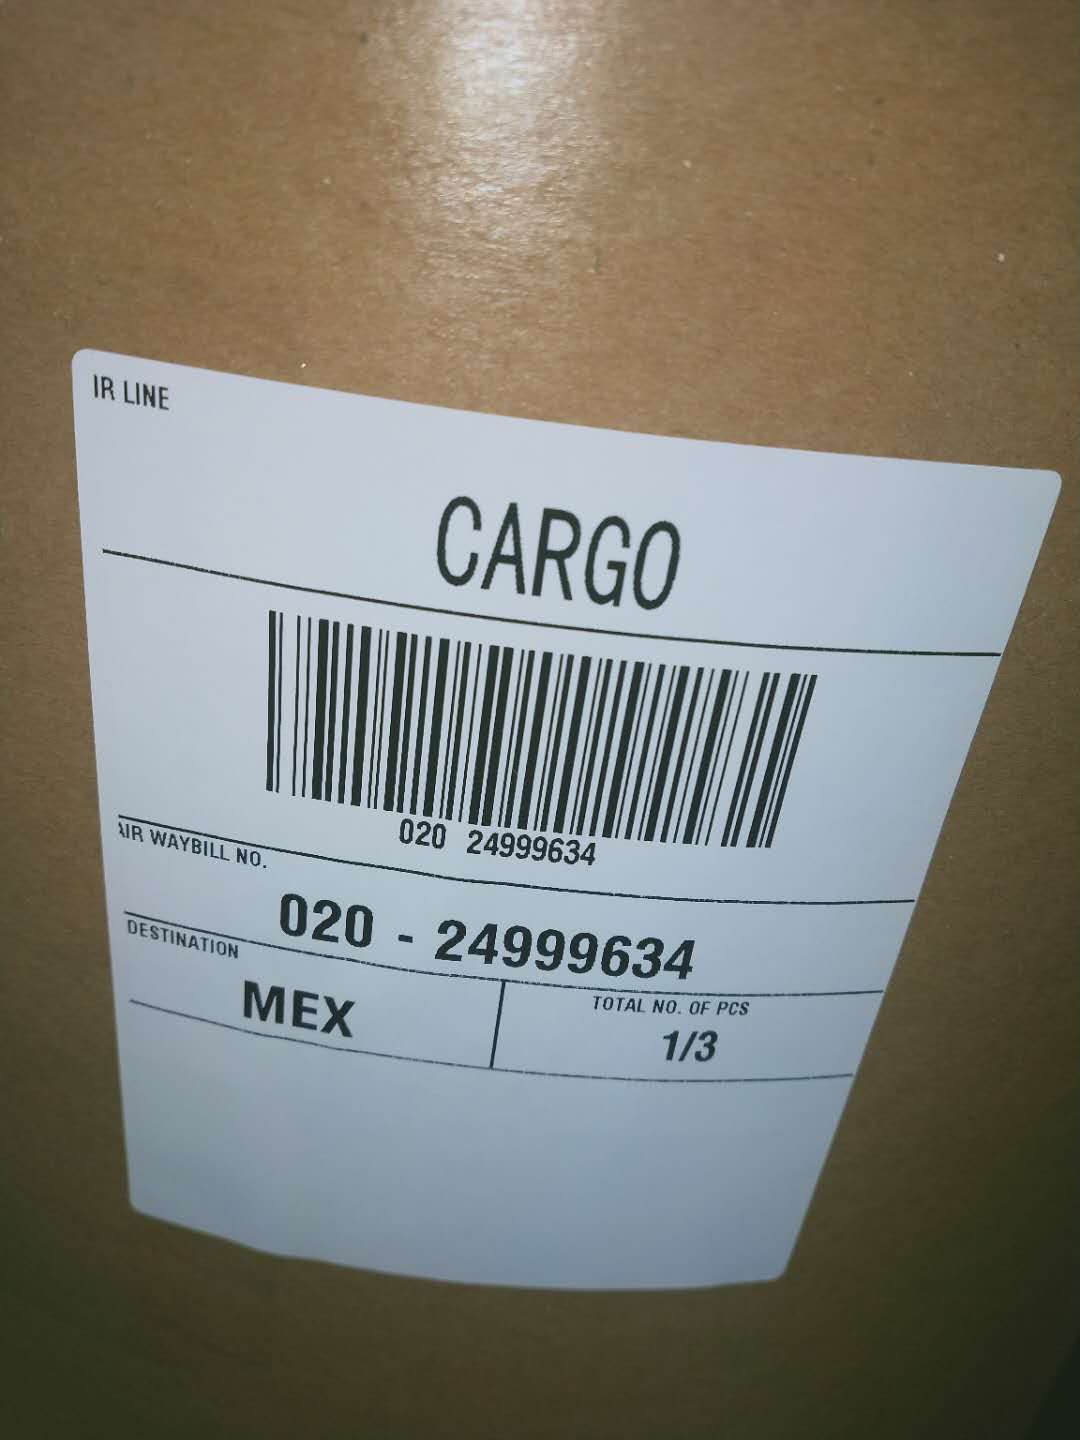 IR LINE
CARGO
020 24999634
AIR WAYBILL NO.
020 - 24999634
DESTINATION
MEX
TOTAL NO. OF PCS
1/3